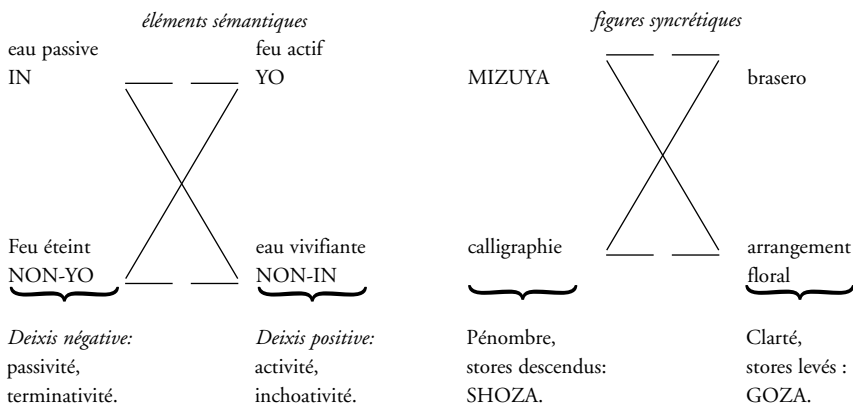 éléments sémantiques
eau passive
IN
feu actif
YO
Feu éteint
NON-YO
eau vivifiante
NON-IN
Deixis négative:
passivité,
terminativité.
Deixis positive:
activité,
inchoativité.
figures syncrétiques
MIZUYA
brasero
calligraphie
arrangement
floral
Pénombre,
stores descendus:
SHOZA.
Clarté,
stores levés :
GOZA.